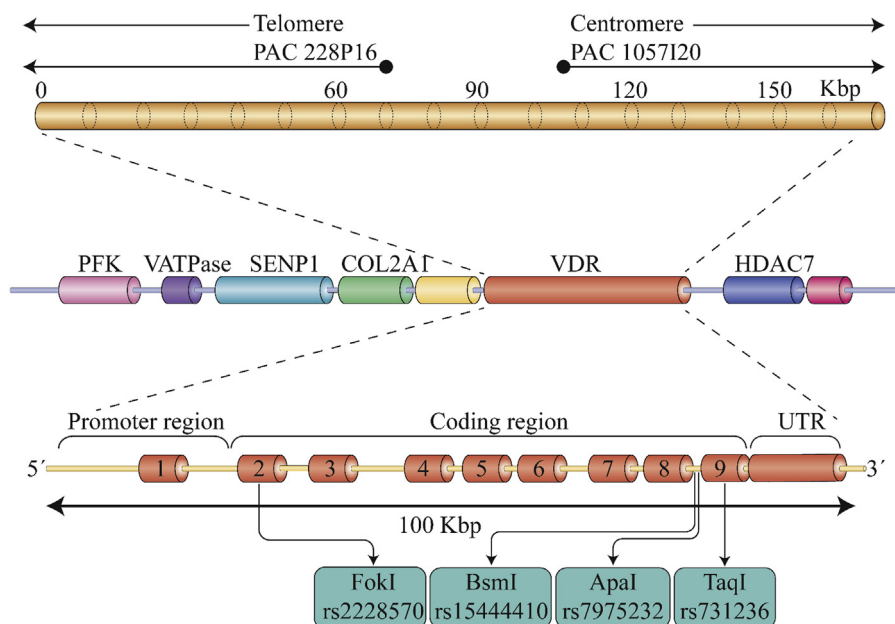 Telomere Centromere
PAC 228P16 PAC 1057I20
0 60 90 120 150 Kbp
PFK VATPase SENP1 COL2A1 VDR HDAC7
Promoter region Coding region UTR
5´ 1 2 3 4 5 6 7 8 9 3´
100 Kbp
FokI BsmI ApaI TaqI
rs2228570 rs15444410 rs7975232 rs731236